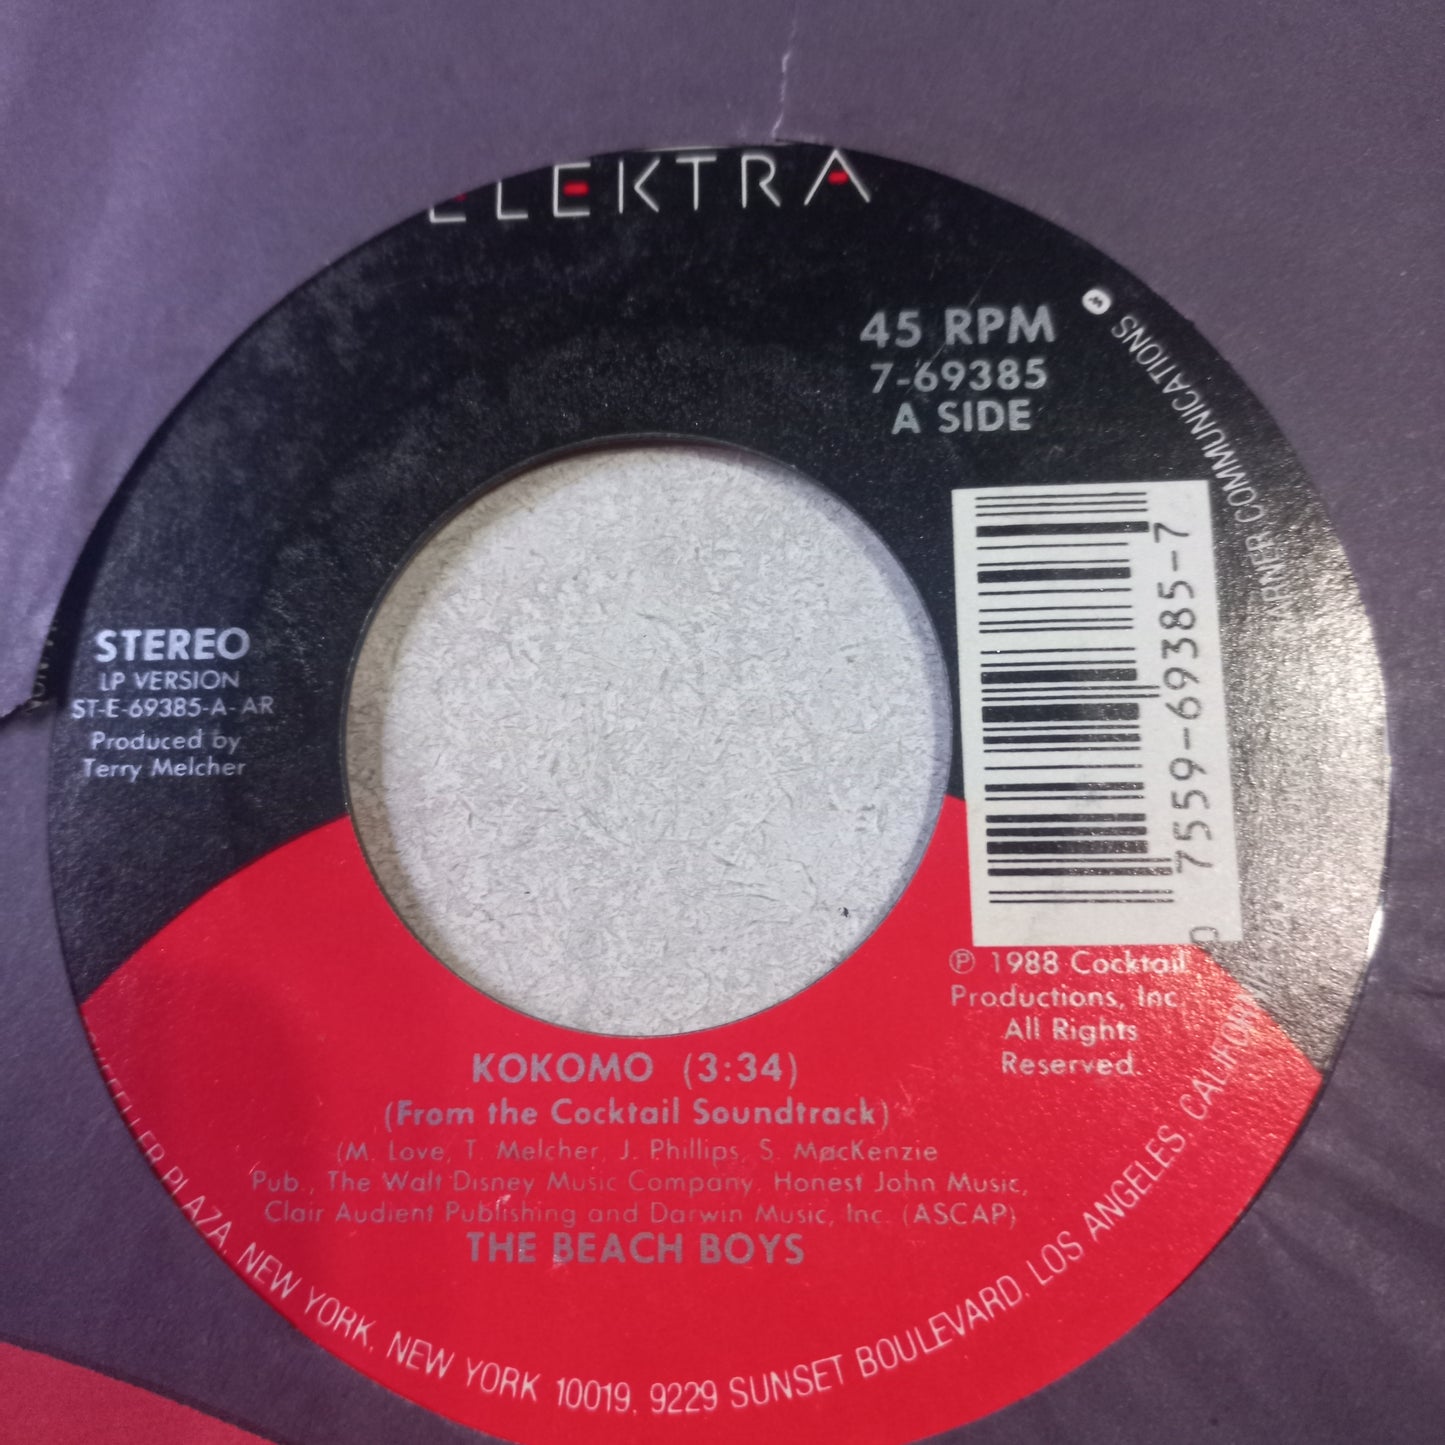 ELEKTRA
45 RPM
7-69385
A SIDE
WARNER COMMUNICATIONS
STEREO
LP VERSION
ST-E-69385-A-AR
Produced by
Terry Melcher
0 7559-69385-7
℗ 1988 Cocktail
Productions, Inc.
All Rights
Reserved.
KOKOMO (3:34)
(From the Cocktail Soundtrack)
(M. Love, T. Melcher, J. Phillips, S. MacKenzie
Pub., The Walt Disney Music Company, Honest John Music,
Clair Audient Publishing and Darwin Music, Inc. (ASCAP)
THE BEACH BOYS
PLAZA, NEW YORK, NEW YORK 10019. 9229 SUNSET BOULEVARD, LOS ANGELES, CALIFORNIA